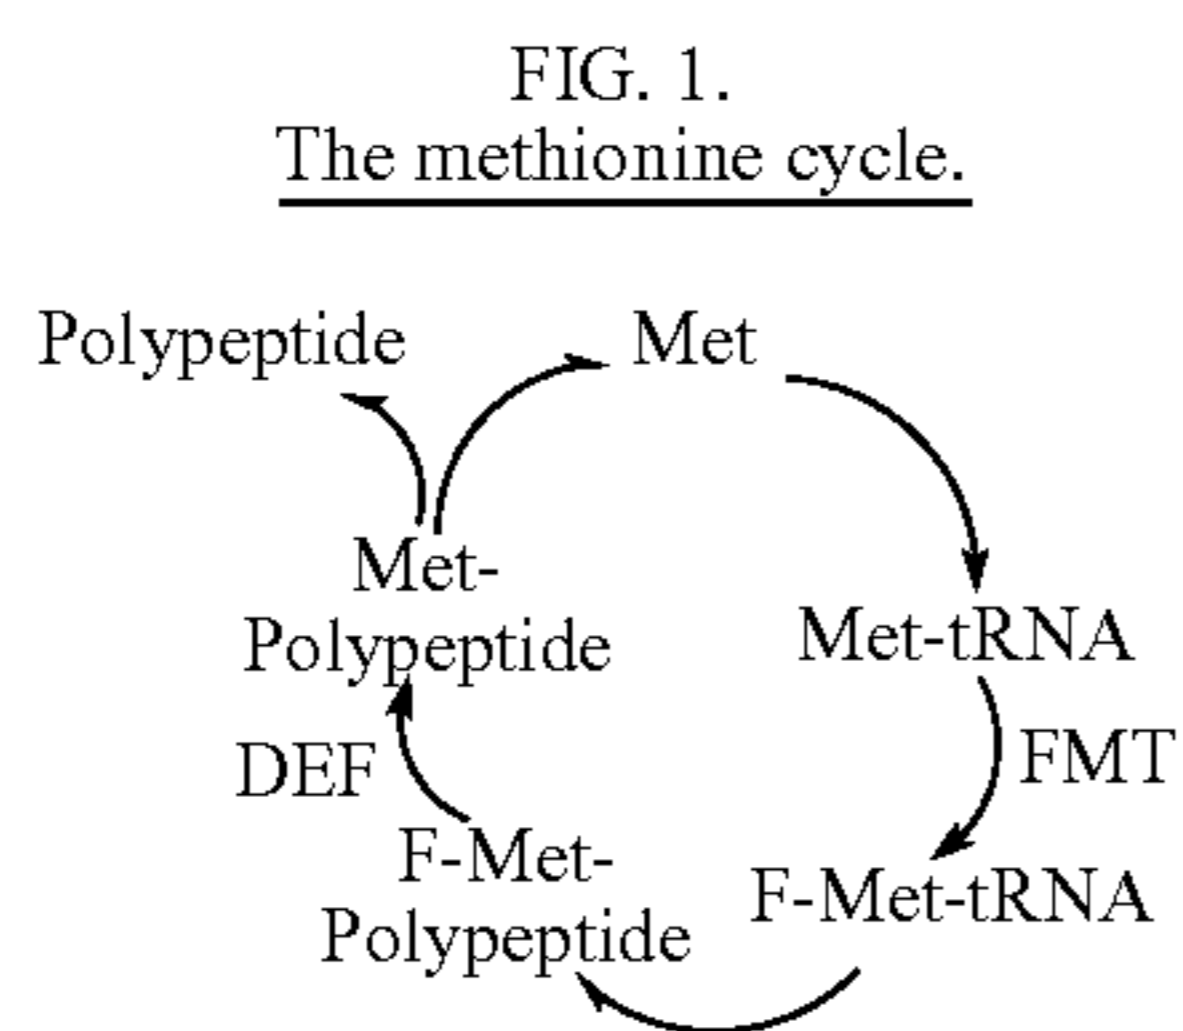 FIG. 1.
The methionine cycle.
Polypeptide
Met
Met-
Polypeptide
Met-tRNA
DEF
FMT
F-Met-
Polypeptide
F-Met-tRNA